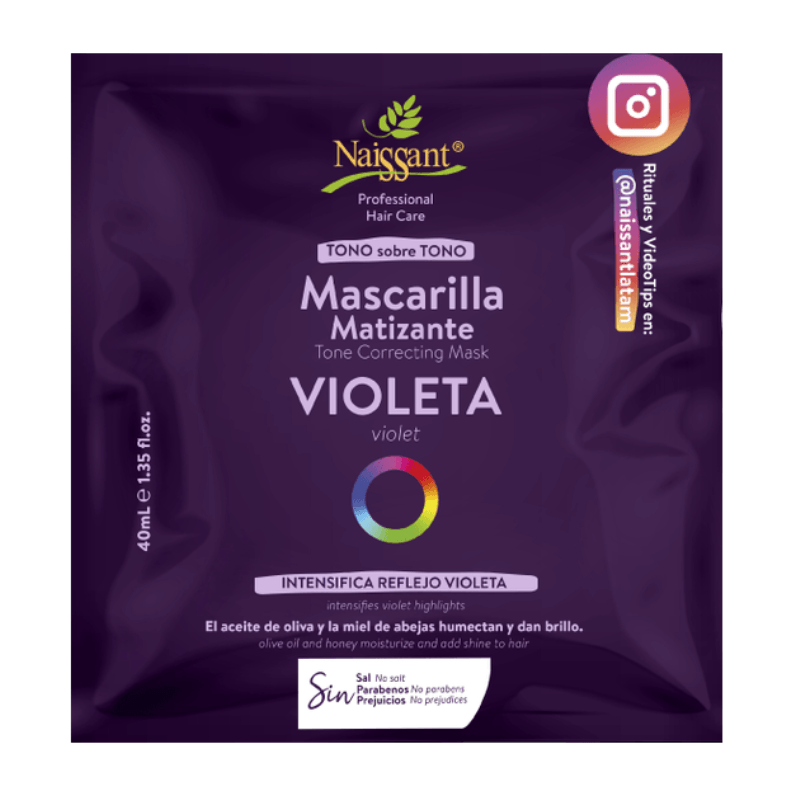 Naissant®
Professional
Hair Care
TONO sobre TONO
Mascarilla
Matizante
Tone Correcting Mask
VIOLETA
violet
INTENSIFICA REFLEJO VIOLETA
intensifies violet highlights
El aceite de oliva y la miel de abejas humectan y dan brillo.
olive oil and honey moisturize and add shine to hair
Sin
Sal No salt
Parabenos No parabens
Prejuicios No prejudices
40mL e 1.35 fl.oz.
Rituales y VideoTips en:
@naissantlatam